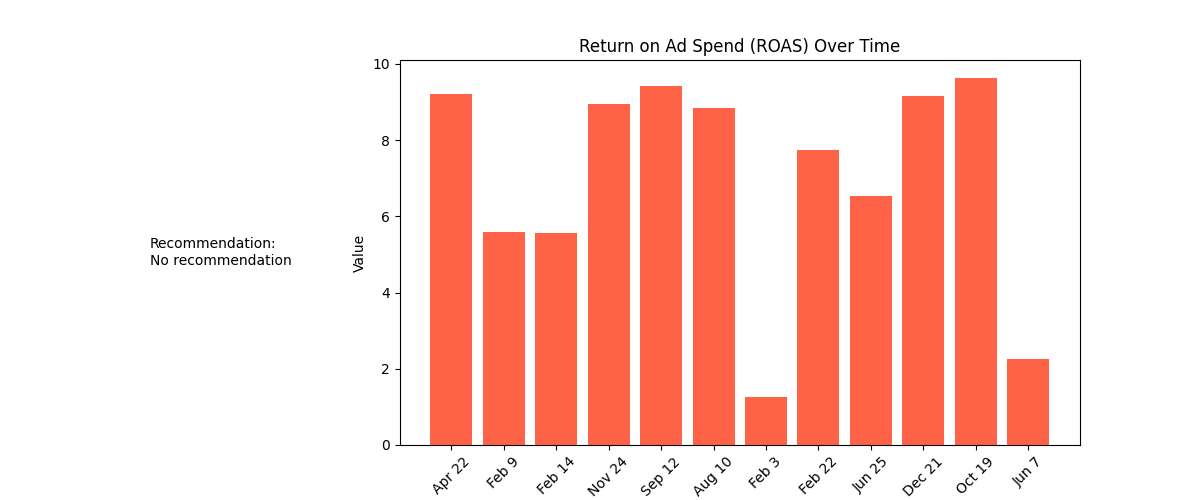 Return on Ad Spend (ROAS) Over Time
Recommendation:
No recommendation
Value
10
8
6
4
2
0
Apr 22
Feb 9
Feb 14
Nov 24
Sep 12
Aug 10
Feb 3
Feb 22
Jun 25
Dec 21
Oct 19
Jun 7